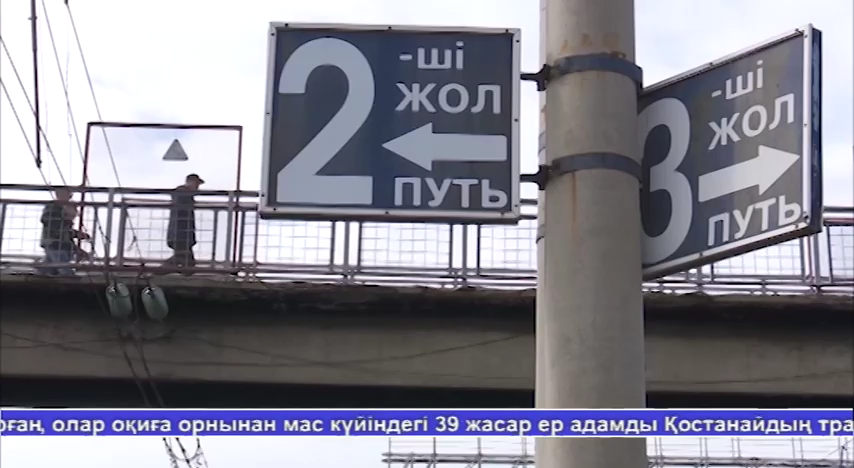 2 -ші
ЖОЛ
ПУТЬ
3 -ші
ЖОЛ
ПУТЬ
олар оқиға орнынан мас күйіндегі 39 жасар ер адамды Қостанайдың